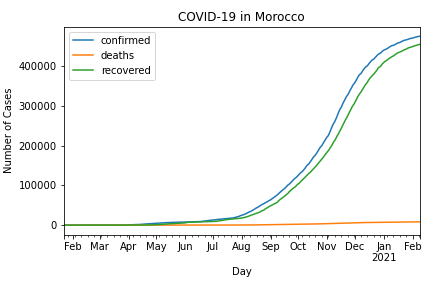 COVID-19 in Morocco
confirmed
deaths
recovered
Number of Cases
400000
300000
200000
100000
0
Feb Mar Apr May Jun Jul Aug Sep Oct Nov Dec Jan Feb
2021
Day